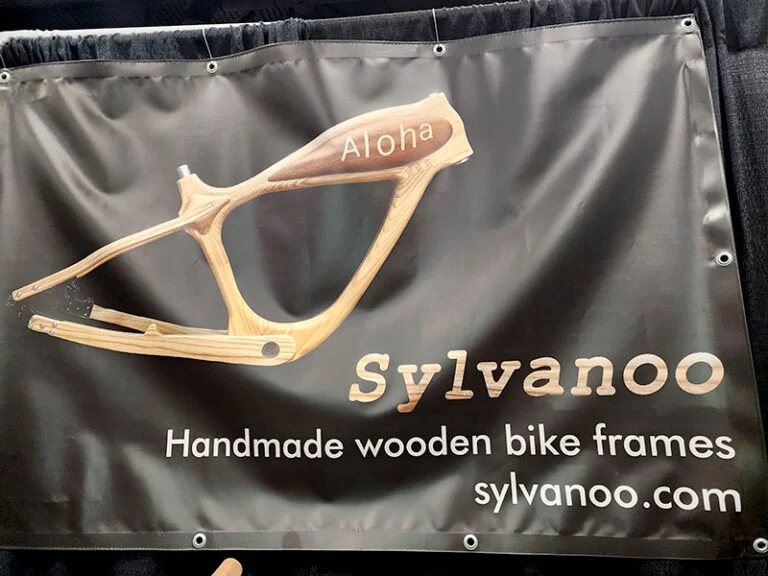 Aloha
Sylvanoo
Handmade wooden bike frames
sylvanoo.com